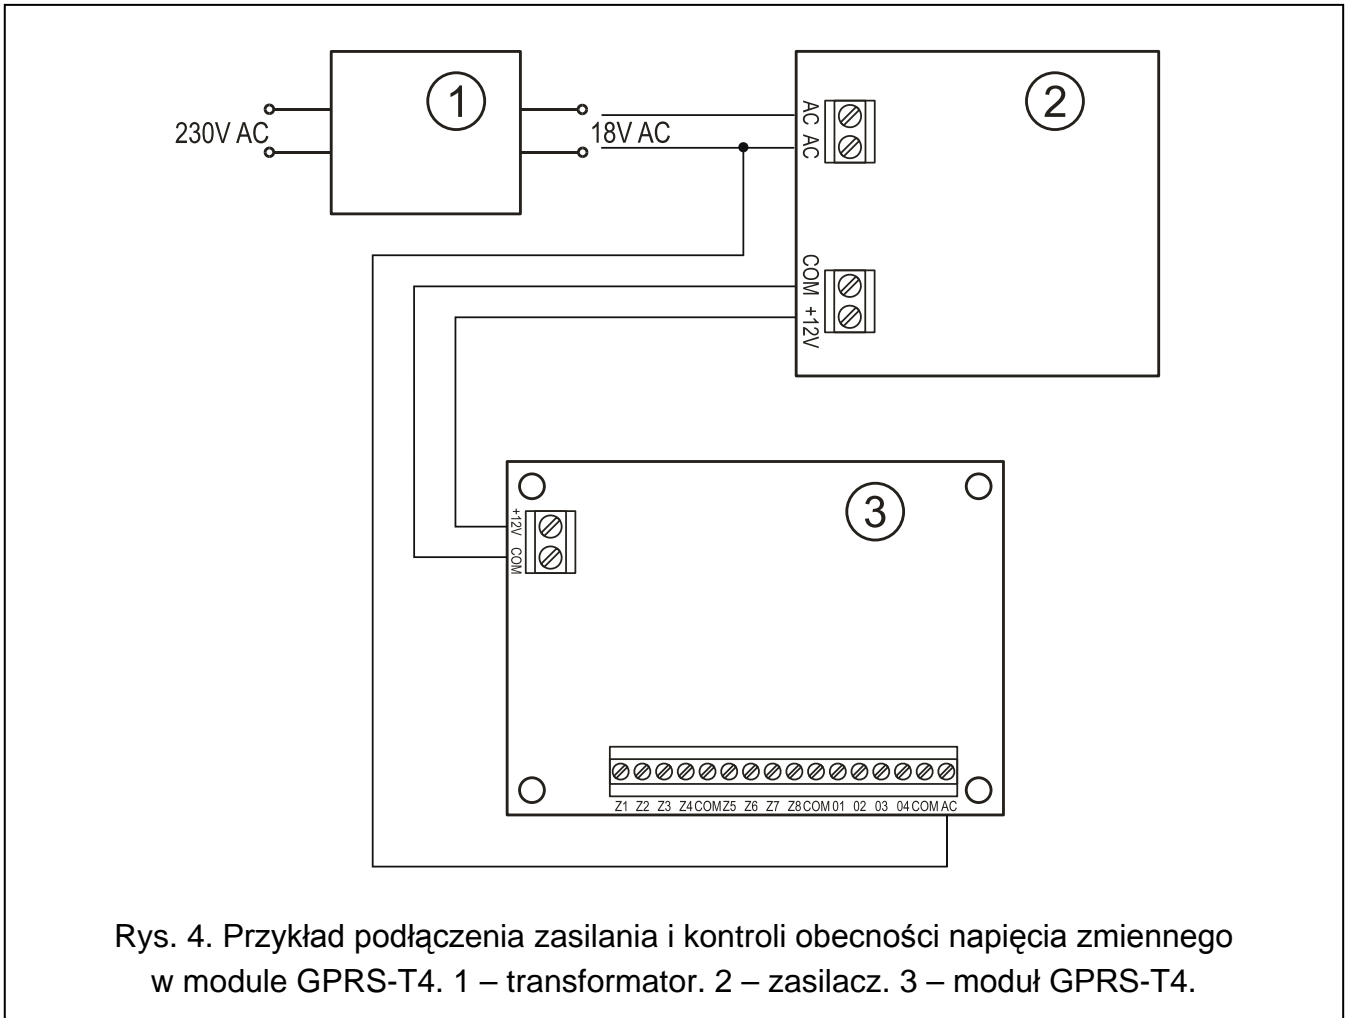 1
2
230V AC
18V AC
AC AC
COM +12V
3
+12V COM
Z1 Z2 Z3 Z4 COM Z5 Z6 Z7 Z8 COM 01 02 03 04 COM AC
Rys. 4. Przykład podłączenia zasilania i kontroli obecności napięcia zmiennego
w module GPRS-T4. 1 – transformator. 2 – zasilacz. 3 – moduł GPRS-T4.